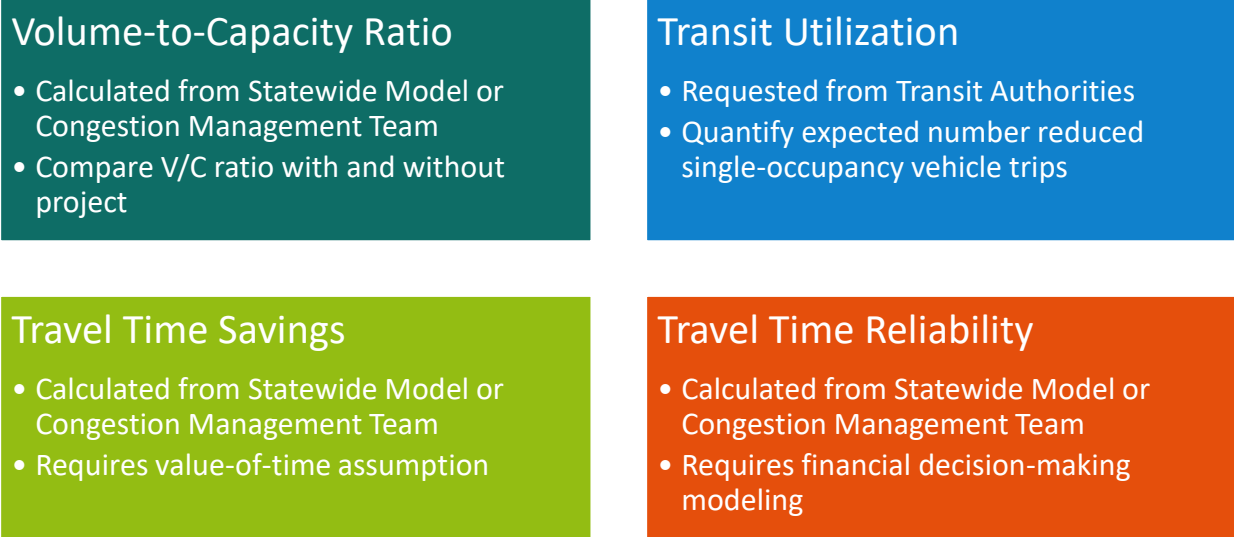 Volume-to-Capacity Ratio
• Calculated from Statewide Model or
Congestion Management Team
• Compare V/C ratio with and without
project
Transit Utilization
• Requested from Transit Authorities
• Quantify expected number reduced
single-occupancy vehicle trips
Travel Time Savings
• Calculated from Statewide Model or
Congestion Management Team
• Requires value-of-time assumption
Travel Time Reliability
• Calculated from Statewide Model or
Congestion Management Team
• Requires financial decision-making
modeling